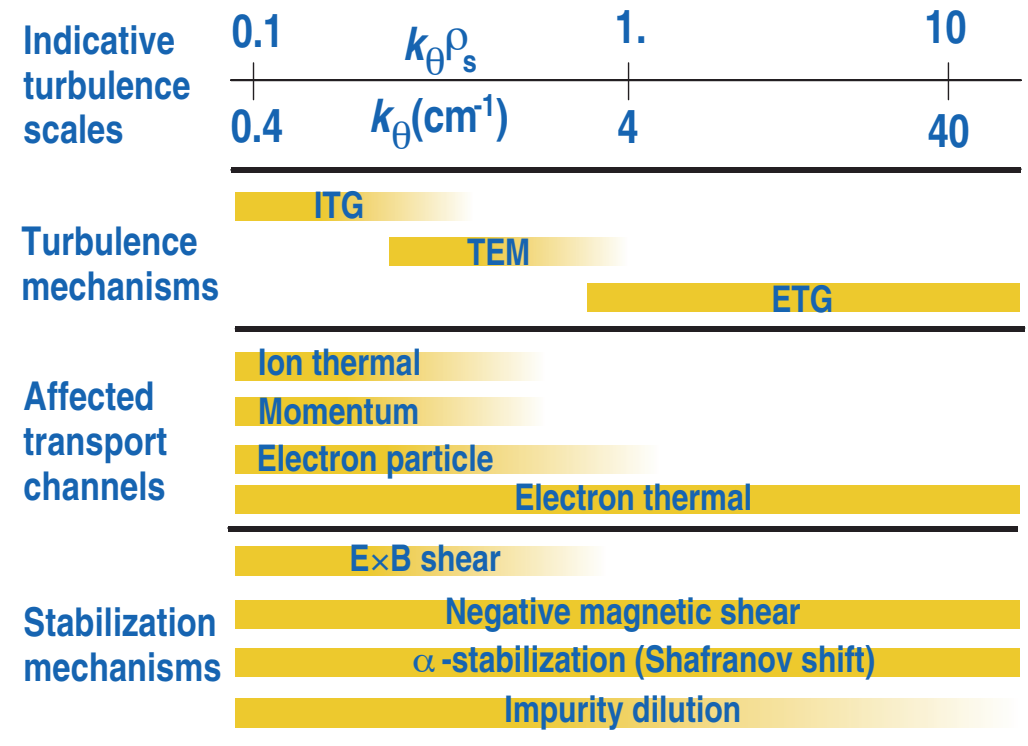 Indicative
turbulence
scales
0.1 1. 10
kθρs
kθ(cm-1)
0.4 4 40
Turbulence
mechanisms
ITG
TEM
ETG
Affected
transport
channels
Ion thermal
Momentum
Electron particle
Electron thermal
Stabilization
mechanisms
E×B shear
Negative magnetic shear
α -stabilization (Shafranov shift)
Impurity dilution